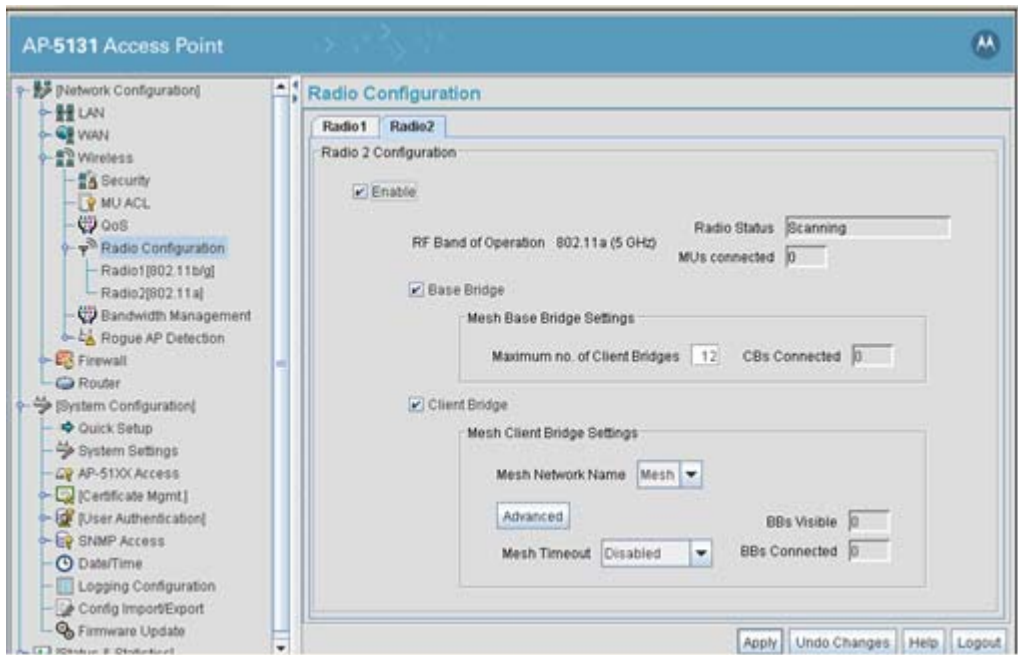 AP-5131 Access Point
[Network Configuration]
LAN
WAN
Wireless
Security
MU ACL
QoS
Radio Configuration
Radio1[802.11b/g]
Radio2[802.11a]
Bandwidth Management
Rogue AP Detection
Firewall
Router
[System Configuration]
Quick Setup
System Settings
AP-51XX Access
[Certificate Mgmt.]
[User Authentication]
SNMP Access
Date/Time
Logging Configuration
Config Import/Export
Firmware Update
[Status & Statistics]
Radio Configuration
Radio1 Radio2
Radio 2 Configuration
Enable
RF Band of Operation 802.11a (5 GHz)
Radio Status Scanning
MUs connected 0
Base Bridge
Mesh Base Bridge Settings
Maximum no. of Client Bridges 12 CBs Connected 0
Client Bridge
Mesh Client Bridge Settings
Mesh Network Name Mesh
Advanced
BBs Visible 0
Mesh Timeout Disabled BBs Connected 0
Apply Undo Changes Help Logout